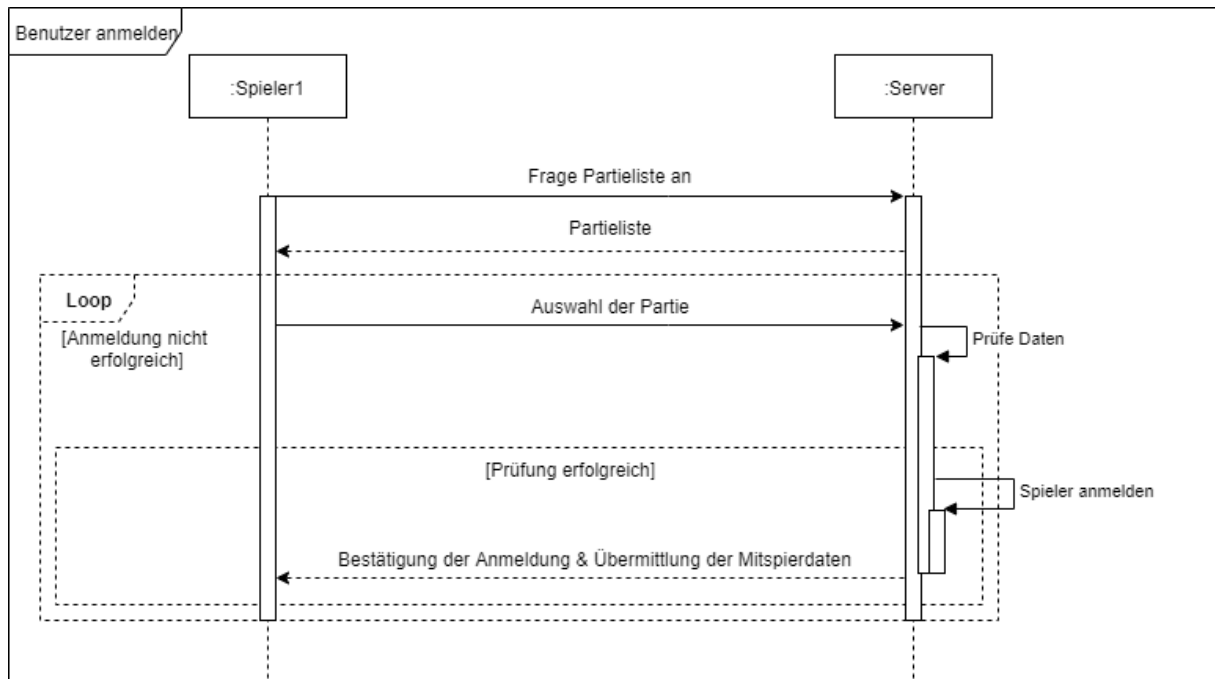 Benutzer anmelden
:Spieler1
:Server
Frage Partieliste an
Partieliste
Loop
Auswahl der Partie
[Anmeldung nicht
erfolgreich]
Prüfe Daten
[Prüfung erfolgreich]
Spieler anmelden
Bestätigung der Anmeldung & Übermittlung der Mitspierdaten